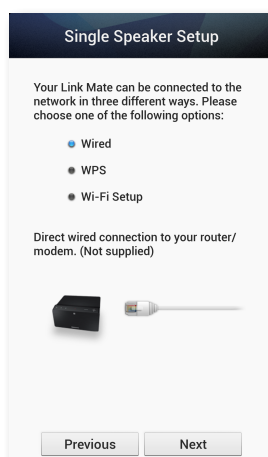 Single Speaker Setup
Your Link Mate can be connected to the
network in three different ways. Please
choose one of the following options:
Wired
WPS
Wi-Fi Setup
Direct wired connection to your router/
modem. (Not supplied)
Previous
Next